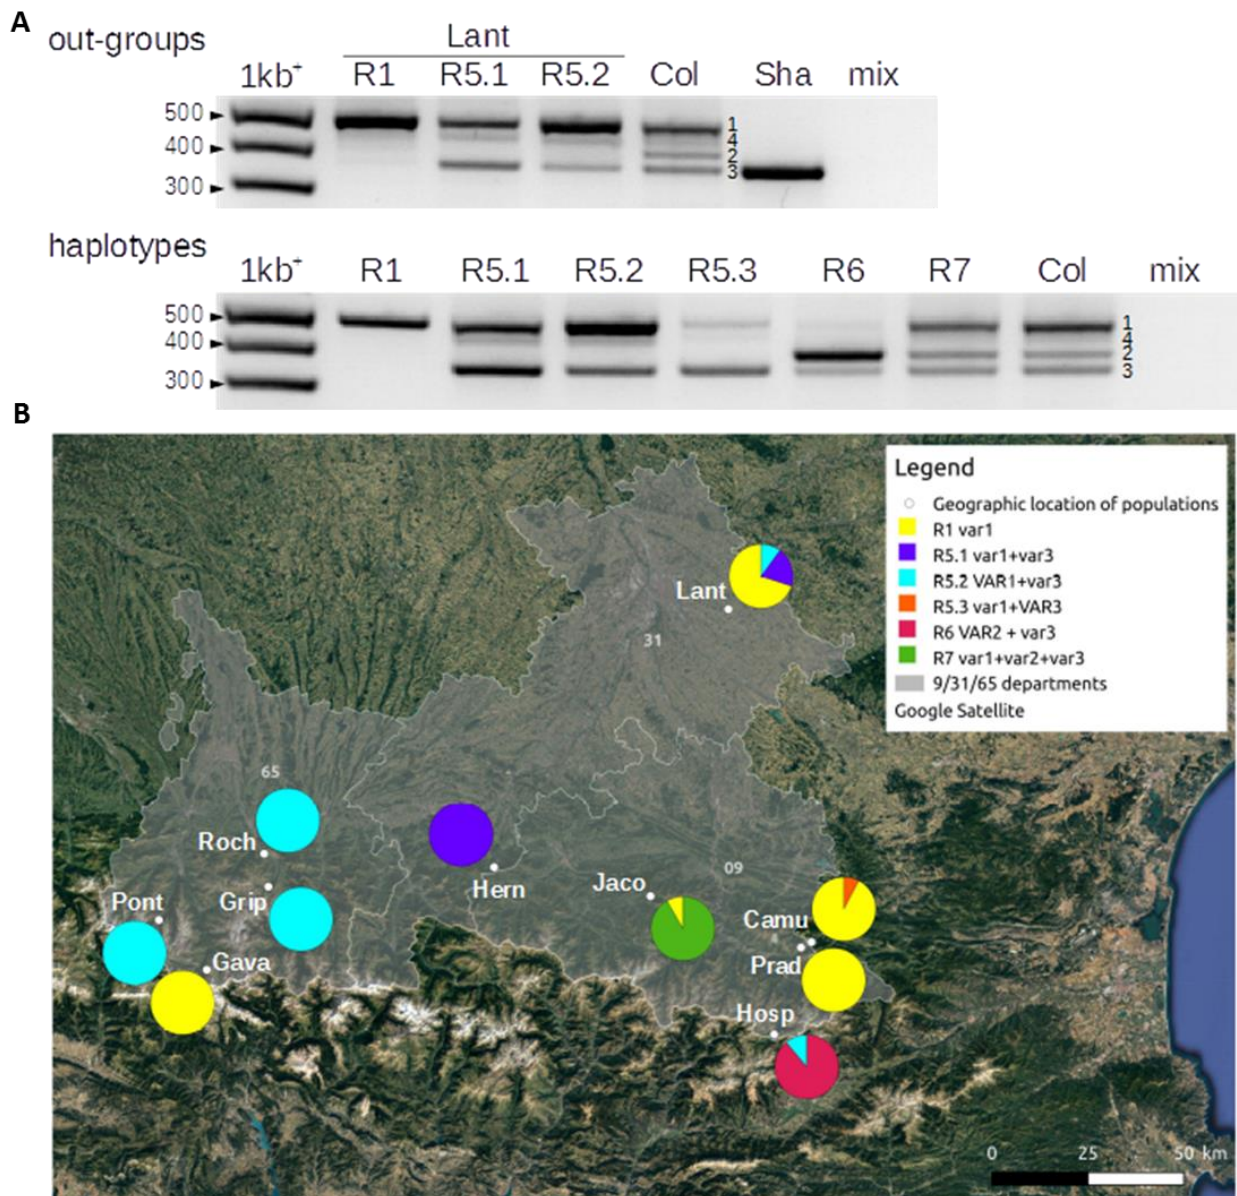 A
out-groups
Lant
1kb+ R1 R5.1 R5.2 Col Sha mix
500
400
300
1
4
2
3
haplotypes
1kb+ R1 R5.1 R5.2 R5.3 R6 R7 Col mix
500
400
300
1
4
2
3
B
Legend
Geographic location of populations
R1 var1
R5.1 var1+var3
R5.2 VAR1+var3
R5.3 var1+VAR3
R6 VAR2 + var3
R7 var1+var2+var3
9/31/65 departments
Google Satellite
Lant
31
65
Roch
Hern
09
Jaco
Pont
Grip
Camu
Gava
Prad
Hosp
0 25 50 km